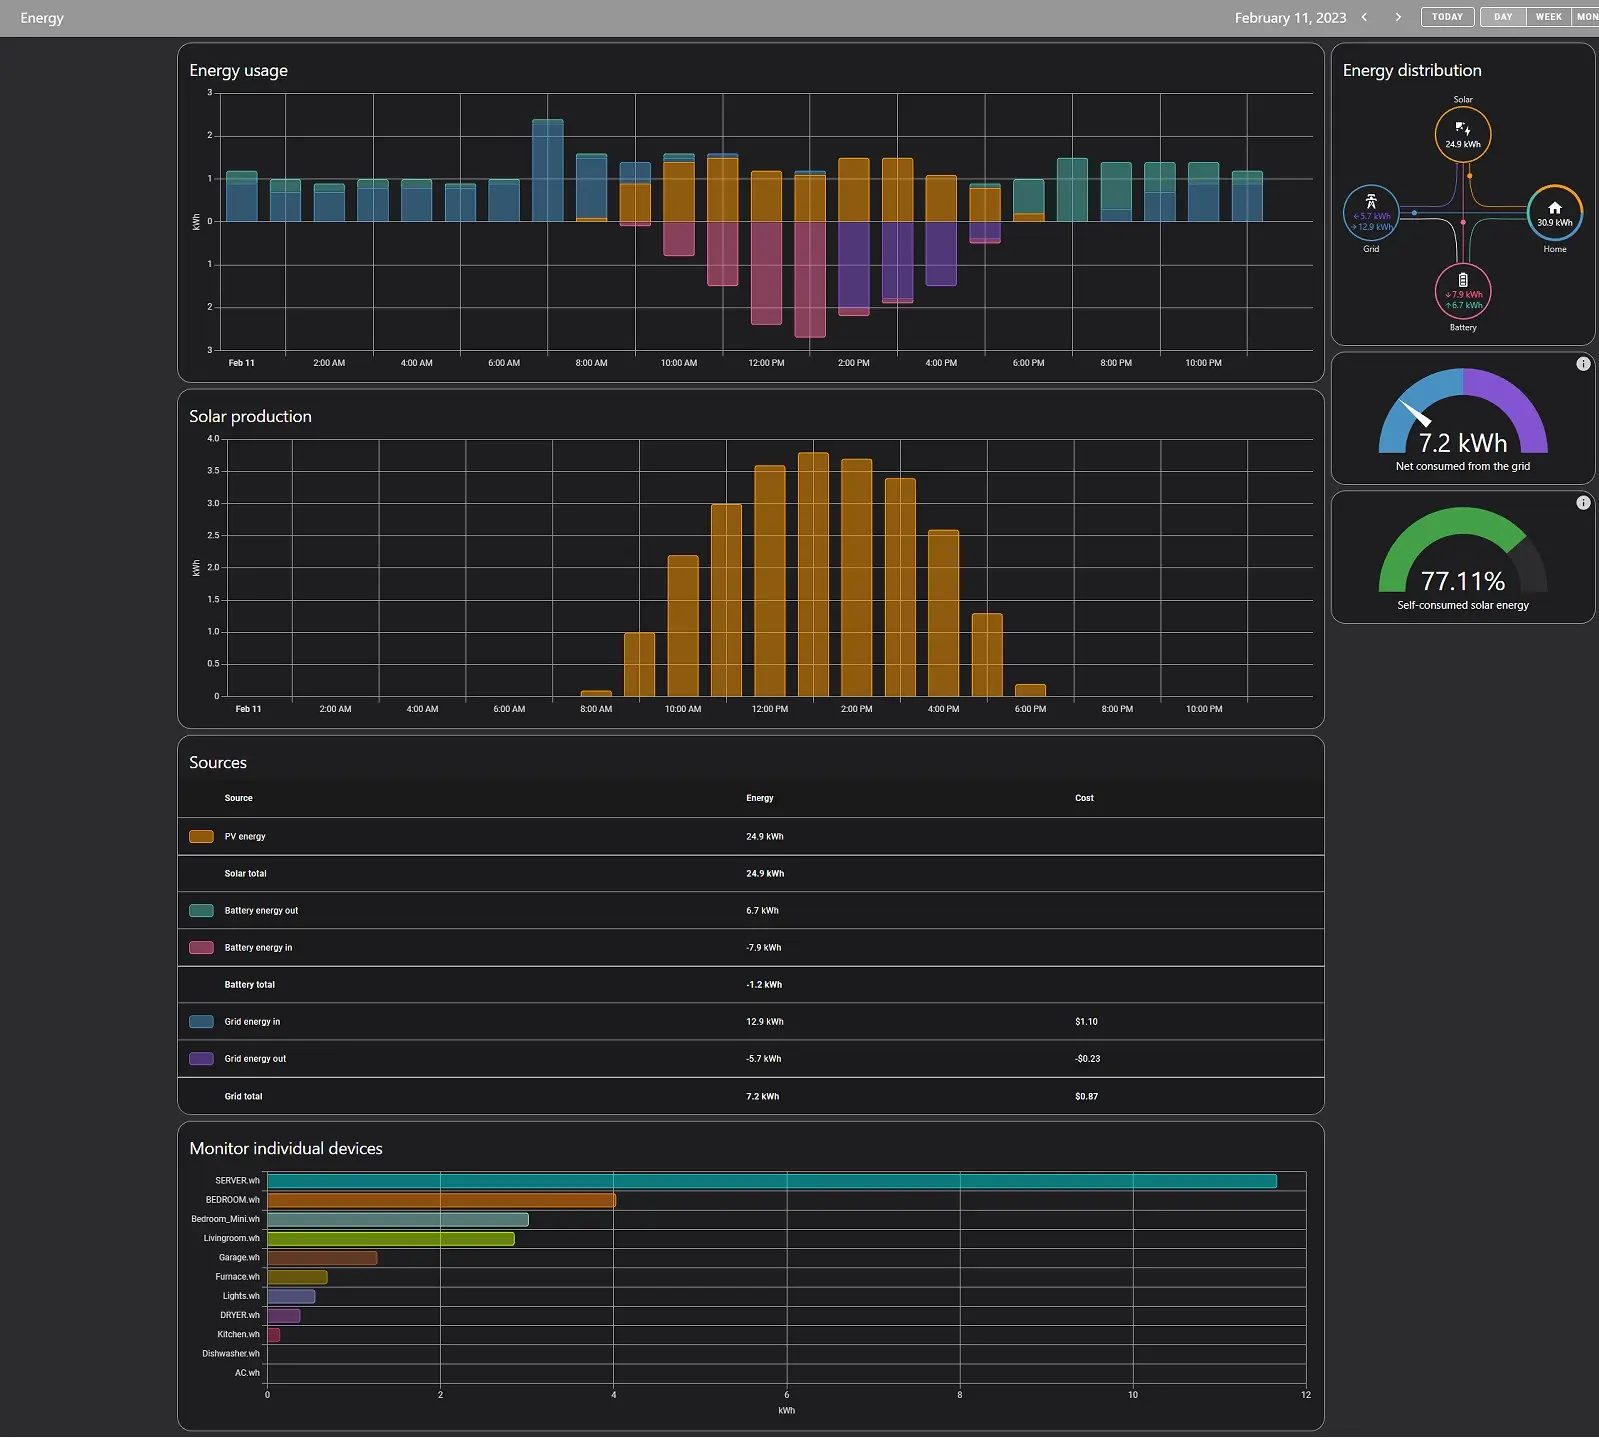 Energy
February 11, 2023
TODAY
DAY
WEEK
MON
Energy usage
3
2
1
0
1
2
3
kWh
Feb 11
2:00 AM
4:00 AM
6:00 AM
8:00 AM
10:00 AM
12:00 PM
2:00 PM
4:00 PM
6:00 PM
8:00 PM
10:00 PM
Energy distribution
Solar
24.9 kWh
←5.7 kWh
→12.9 kWh
Grid
30.9 kWh
Home
↓7.9 kWh
↑6.7 kWh
Battery
7.2 kWh
Net consumed from the grid
77.11%
Self-consumed solar energy
Solar production
4.0
3.5
3.0
2.5
2.0
1.5
1.0
0.5
0
kWh
Feb 11
2:00 AM
4:00 AM
6:00 AM
8:00 AM
10:00 AM
12:00 PM
2:00 PM
4:00 PM
6:00 PM
8:00 PM
10:00 PM
Sources
Source Energy Cost
PV energy 24.9 kWh
Solar total 24.9 kWh
Battery energy out 6.7 kWh
Battery energy in -7.9 kWh
Battery total -1.2 kWh
Grid energy in 12.9 kWh $1.10
Grid energy out -5.7 kWh -$0.23
Grid total 7.2 kWh $0.87
Monitor individual devices
SERVER.wh
BEDROOM.wh
Bedroom_Mini.wh
Livingroom.wh
Garage.wh
Furnace.wh
Lights.wh
DRYER.wh
Kitchen.wh
Dishwasher.wh
AC.wh
0
2
4
6
8
10
12
kWh